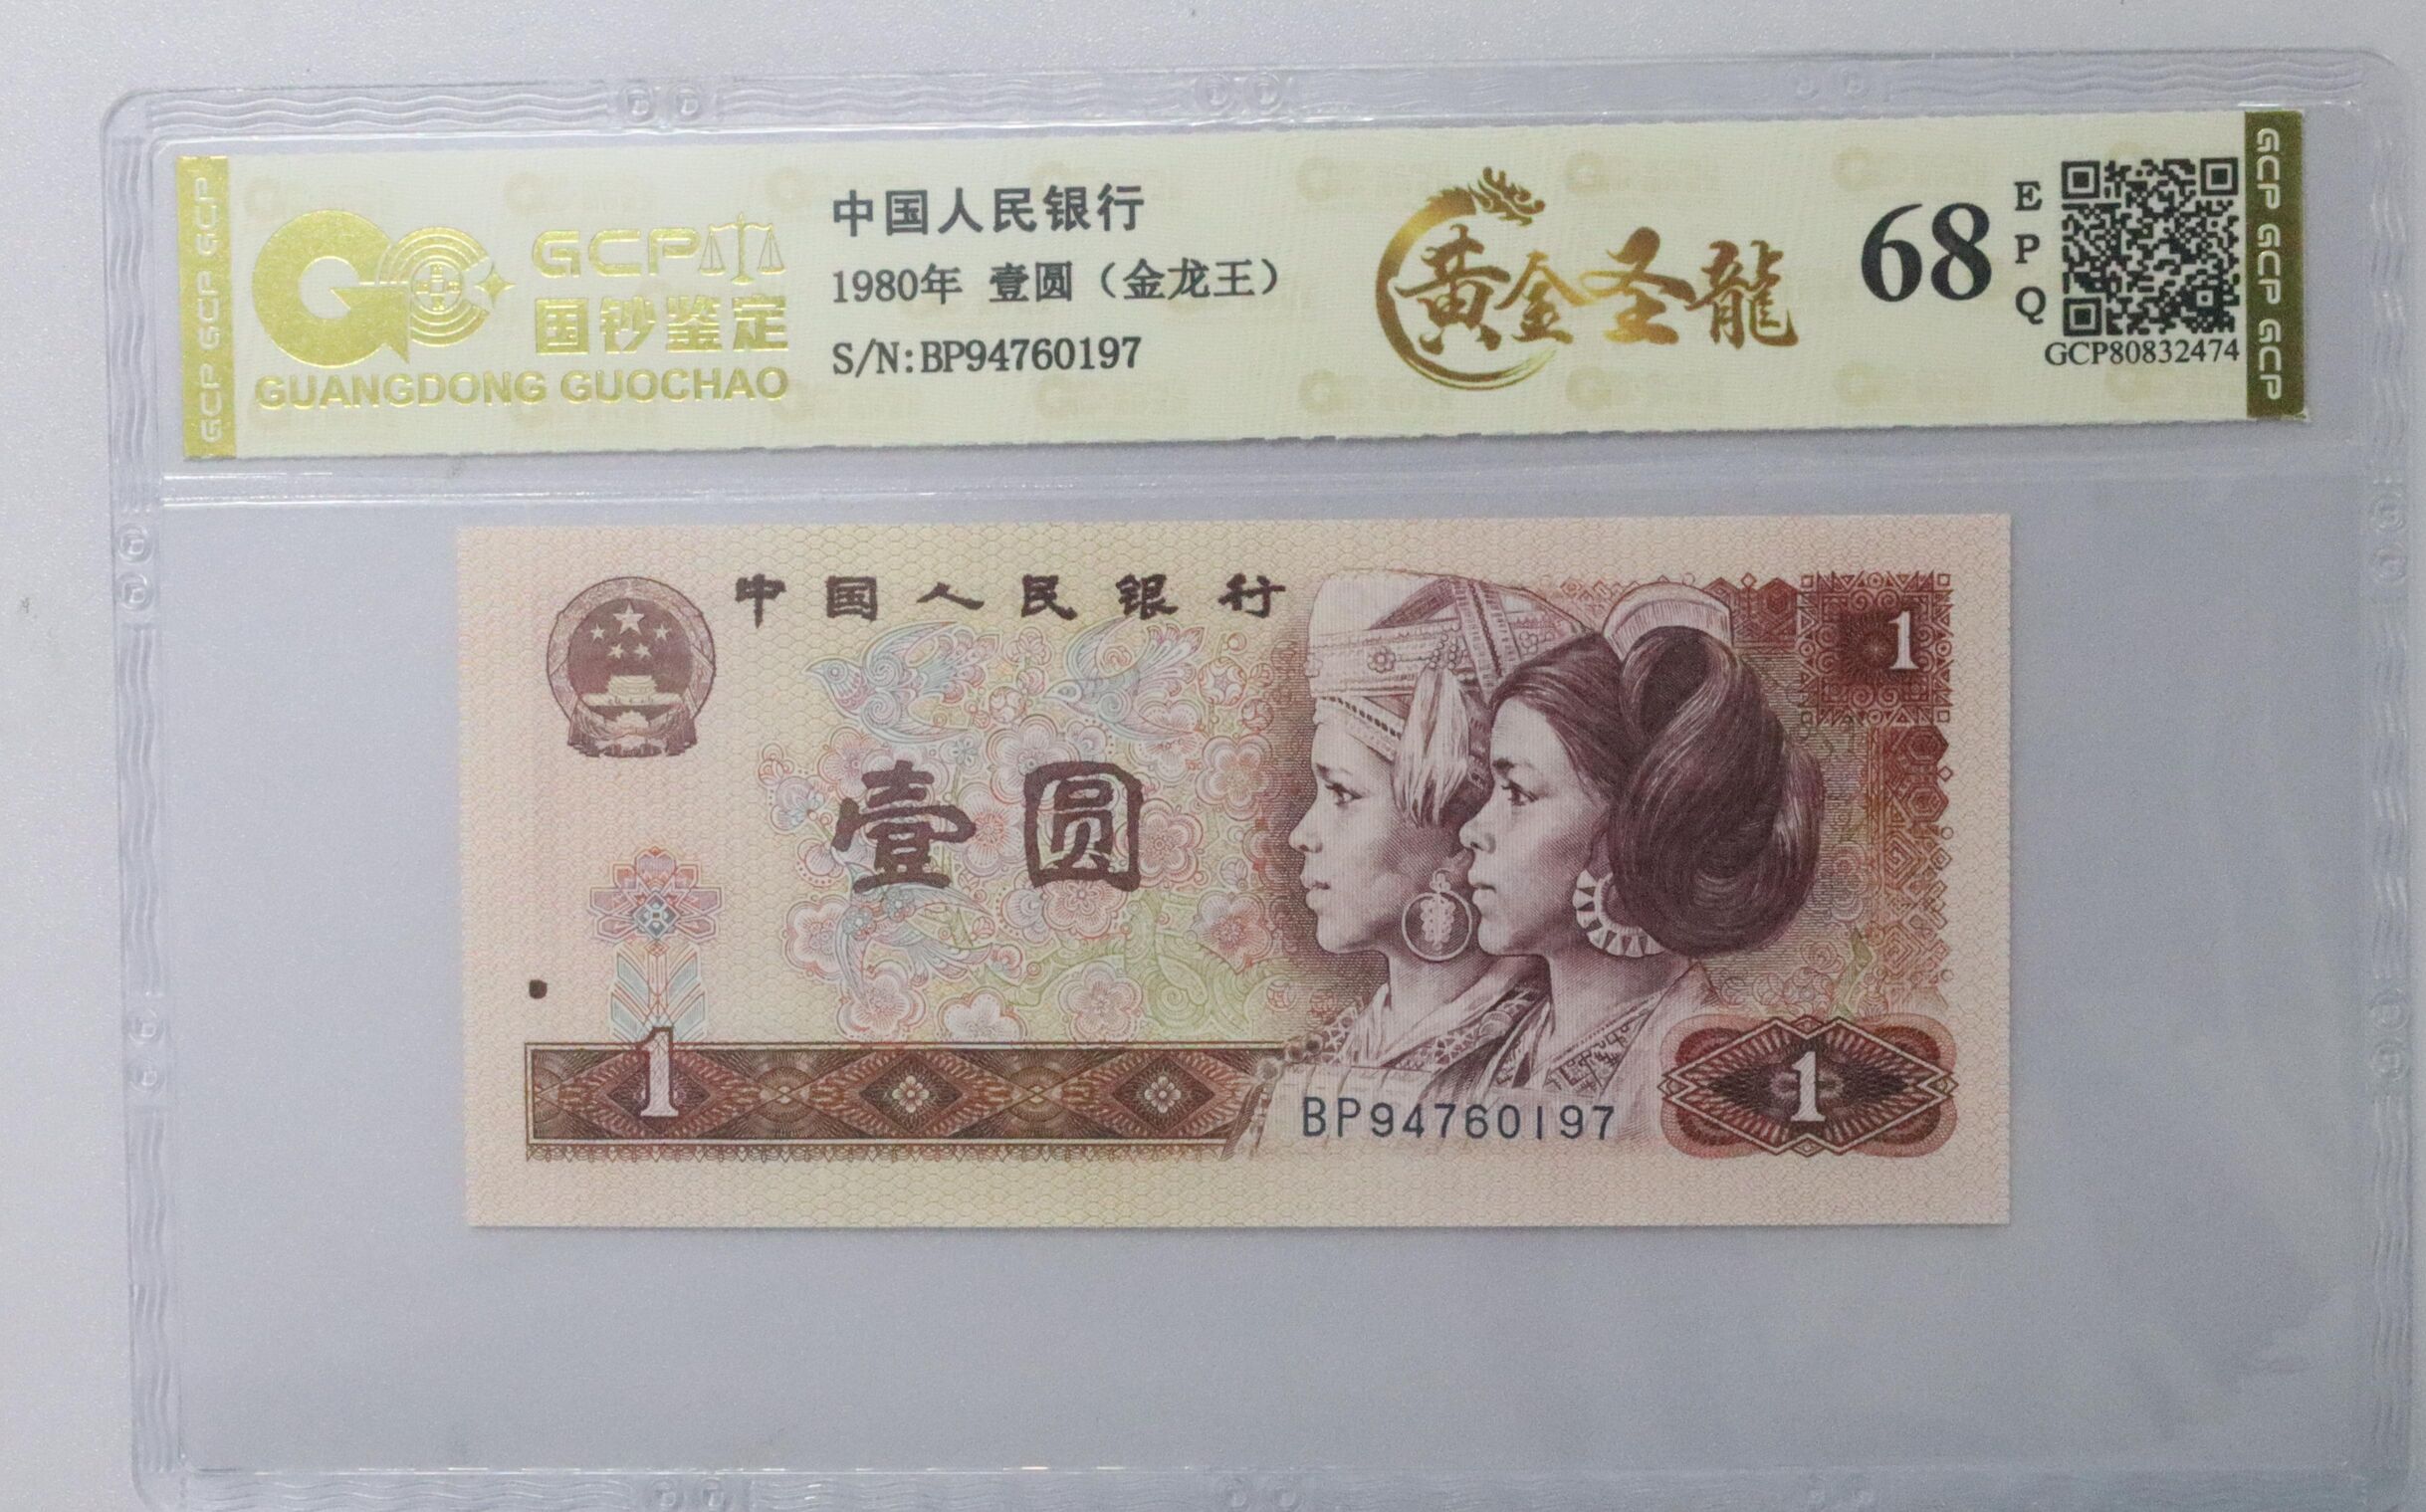 GCP GCP GCP
GCP
国钞鉴定
GUANGDONG GUOCHAO
中国人民银行
1980年 壹圆（金龙王）
S/N:BP94760197
黄金圣龍
68
E
P
Q
GCP80832474
GCP GCP GCP
中国人民银行
1
壹圆
1
BP94760197
1